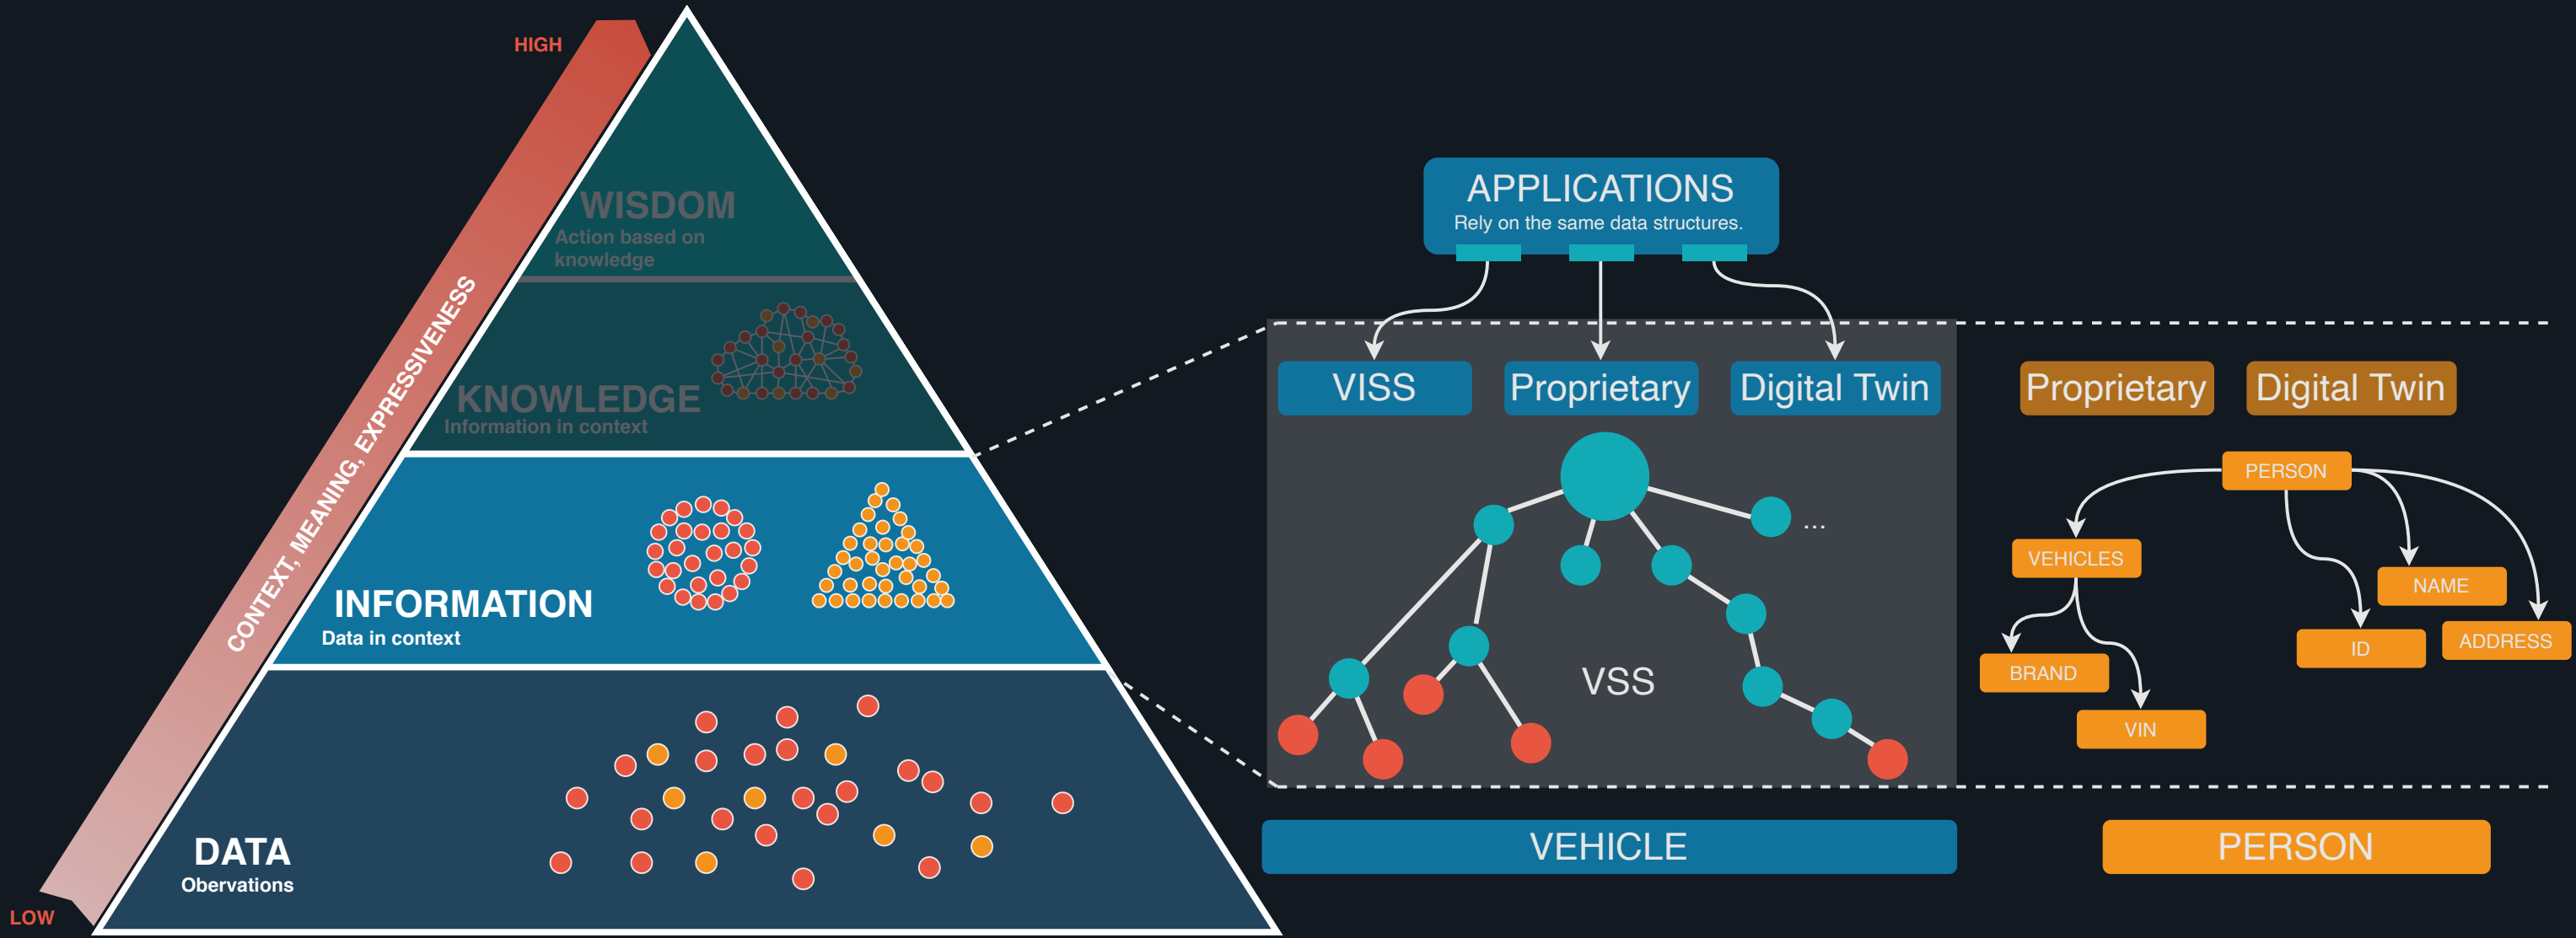 HIGH
CONTEXT, MEANING, EXPRESSIVENESS
LOW
WISDOM
Action based on
knowledge
KNOWLEDGE
Information in context
INFORMATION
Data in context
DATA
Obervations
APPLICATIONS
Rely on the same data structures.
VISS
Proprietary
Digital Twin
...
VSS
VEHICLE
Proprietary
Digital Twin
PERSON
VEHICLES
NAME
ID
ADDRESS
BRAND
VIN
PERSON